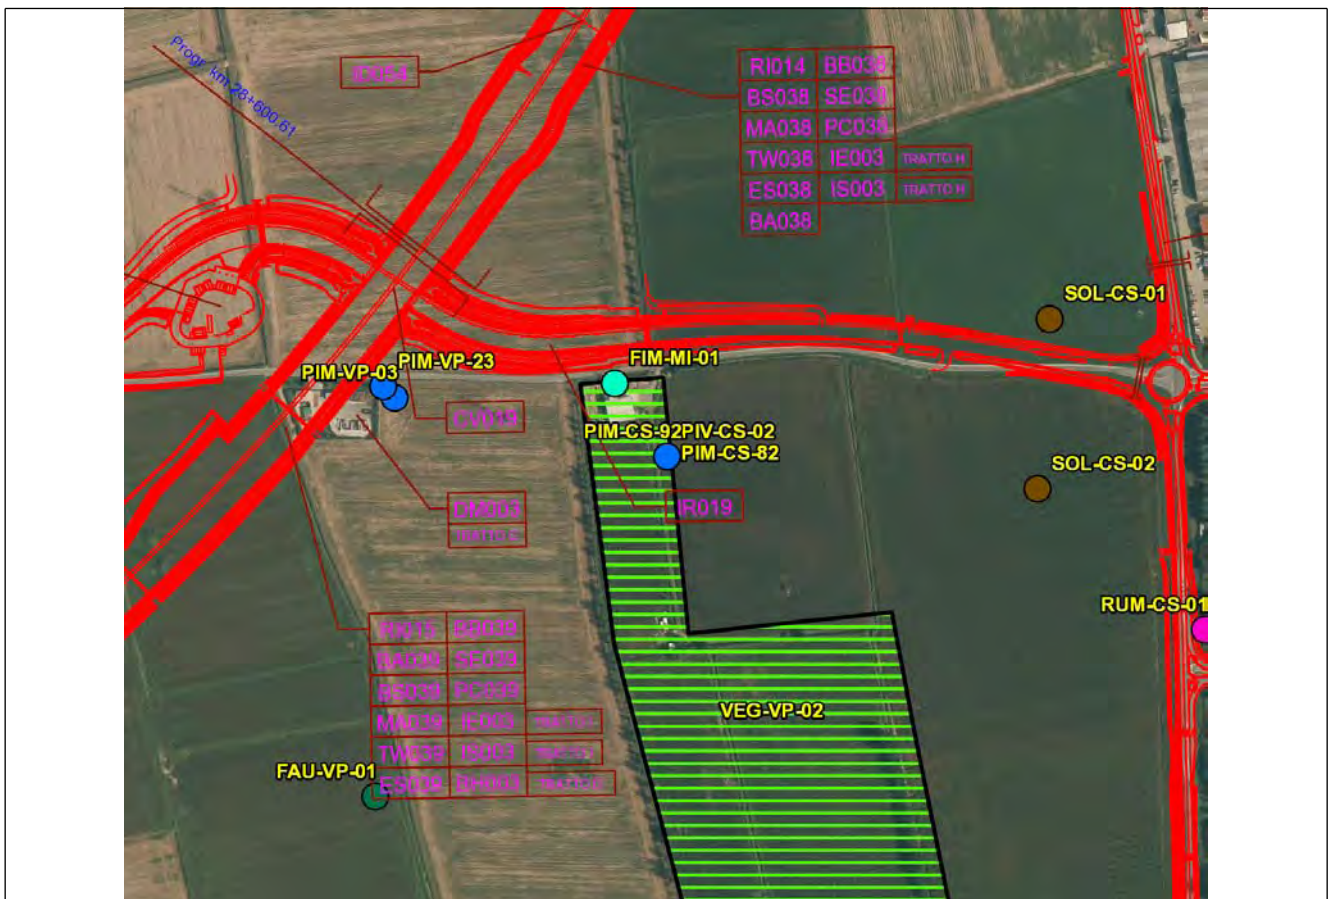 Progr. km 28+600.61
ID054
RI014 BB038
BS038 SE038
MA038 PC038
TW038 IE003 TRATTO H
ES038 IS003 TRATTO H
BA038
SOL-CS-01
PIM-VP-23
PIM-VP-03
FIM-MI-01
CV019
PIM-CS-92PIV-CS-02
PIM-CS-82
SOL-CS-02
DM003
IR019
RUM-CS-01
RI015 BB039
BA039 SE039
BS039 PC039
MA039 IE003
TW039 IS003
ES039
VEG-VP-02
FAU-VP-01